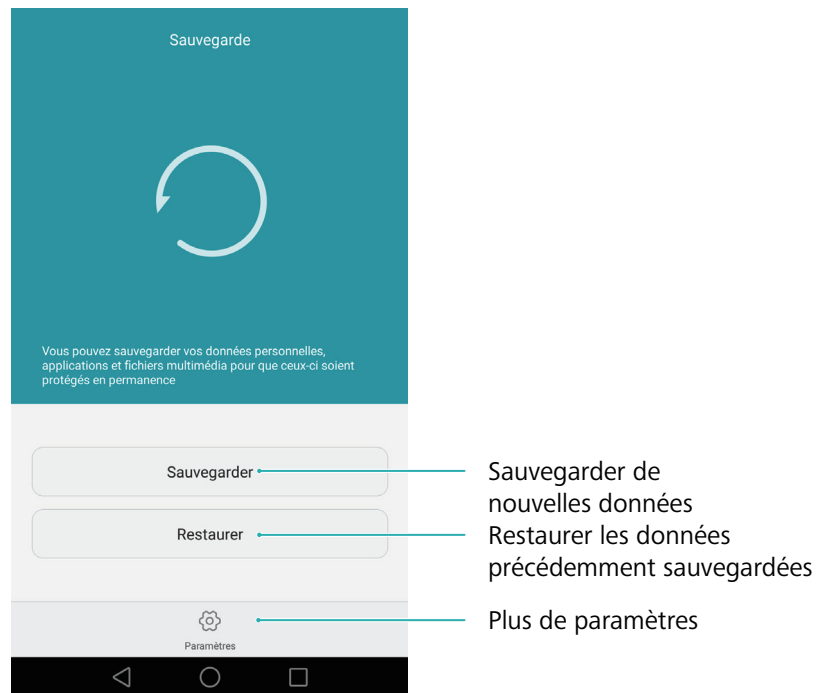 Sauvegarde
Vous pouvez sauvegarder vos données personnelles,
applications et fichiers multimédia pour que ceux-ci soient
protégés en permanence
Sauvegarder
Sauvegarder de
nouvelles données
Restaurer
Restaurer les données
précédemment sauvegardées
Paramètres
Plus de paramètres